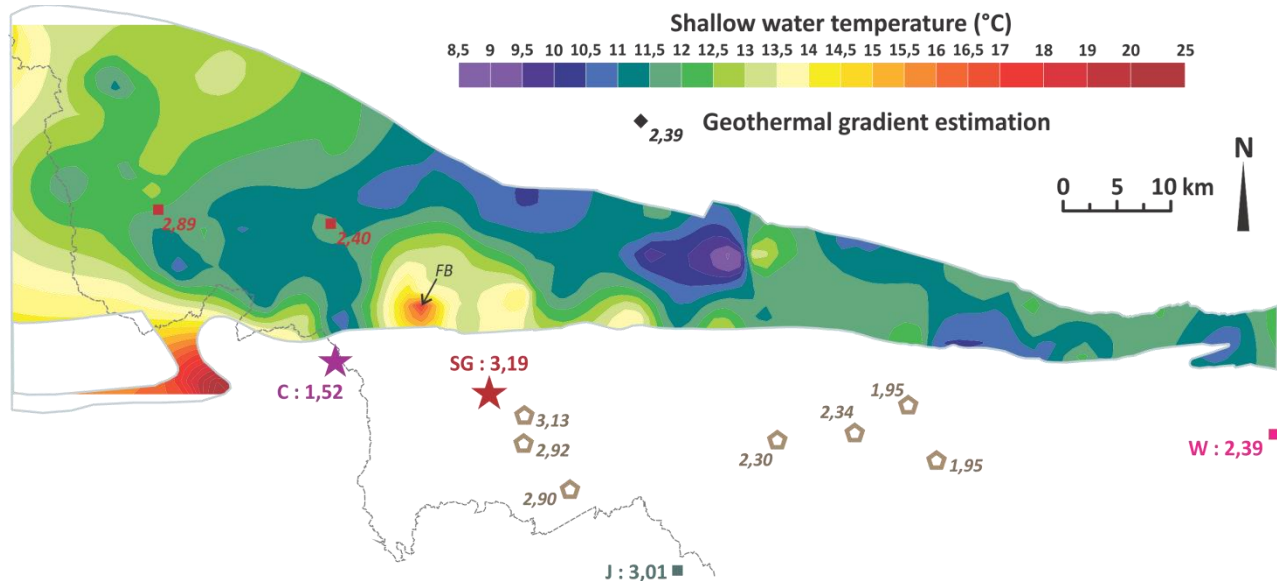 Shallow water temperature (°C)
8,5 9 9,5 10 10,5 11 11,5 12 12,5 13 13,5 14 14,5 15 15,5 16 16,5 17 18 19 20 25
2,39 Geothermal gradient estimation
N
0 5 10 km
2,89
2,40
FB
C : 1,52
SG : 3,19
3,13
2,92
2,90
2,30
2,34
1,95
1,95
W : 2,39
J : 3,01